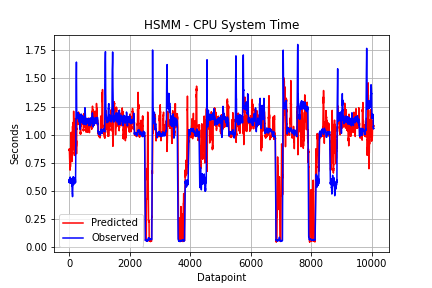 HSMM - CPU System Time
1.75
1.50
1.25
1.00
0.75
0.50
0.25
0.00
Seconds
Predicted
Observed
0 2000 4000 6000 8000 10000
Datapoint